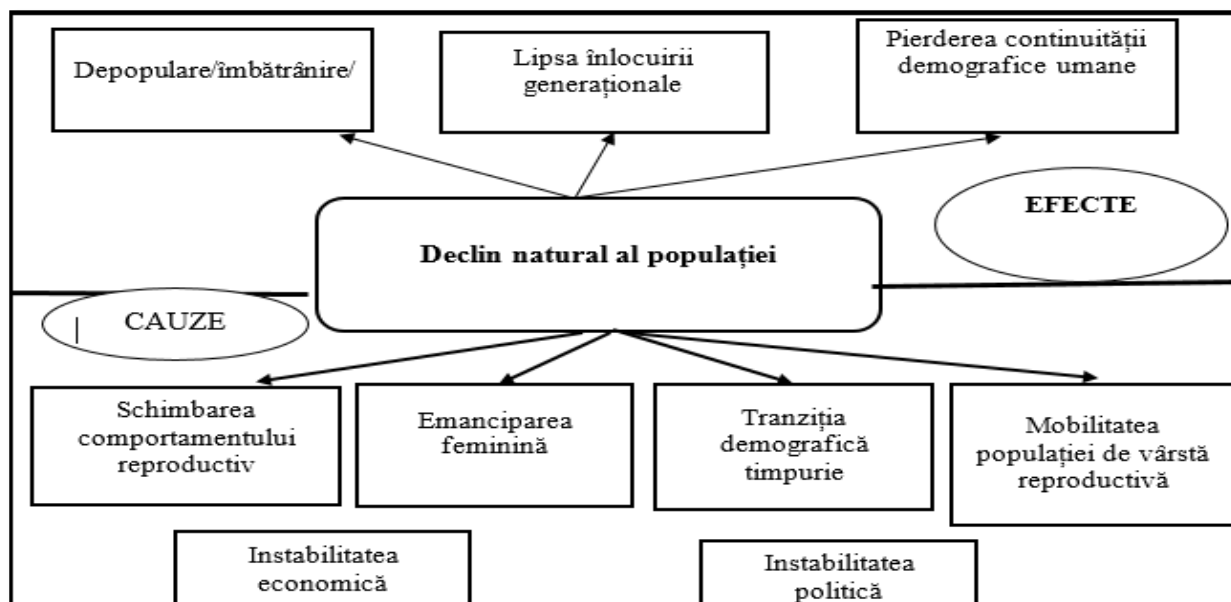 Depopulare/îmbătrânire/
Lipsa înlocuirii
generaționale
Pierderea continuității
demografice umane
EFECTE
Declin natural al populației
CAUZE
Schimbarea
comportamentului
reproductiv
Emanciparea
feminină
Tranziția
demografică
timpurie
Mobilitatea
populației de vârstă
reproductivă
Instabilitatea
economică
Instabilitatea
politică